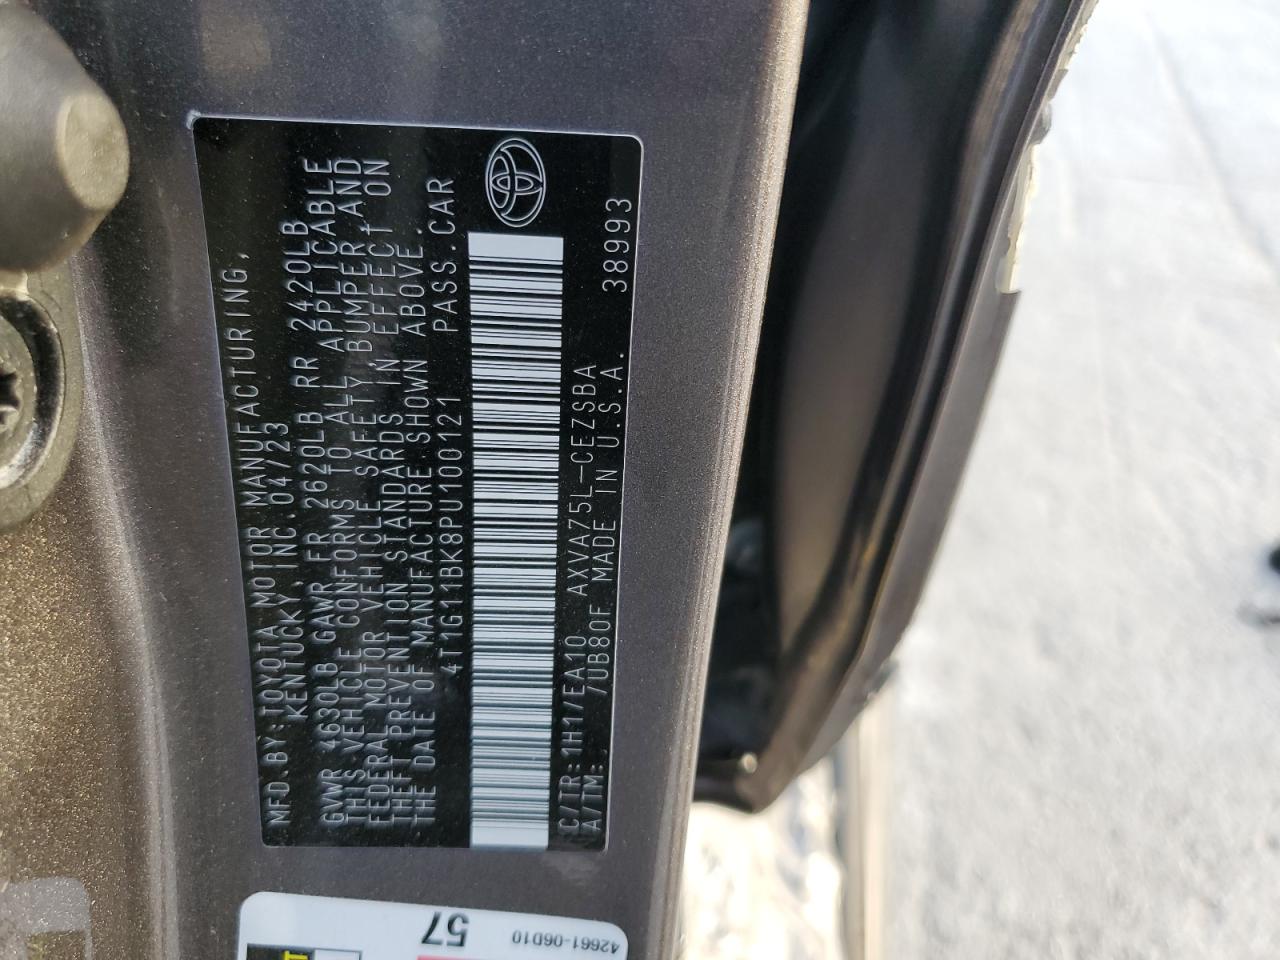 MFD.BY:TOYOTA MOTOR MANUFACTURING,
KENTUCKY, INC. 04/23
GVWR 4630LB GAWR FR 2620LB RR 2420LB
THIS VEHICLE CONFORMS TO ALL APPLICABLE
FEDERAL MOTOR VEHICLE SAFETY, BUMPER, AND
THEFT PREVENTION STANDARDS IN EFFECT ON
THE DATE OF MANUFACTURE SHOWN ABOVE.
4T1G11BK8PU100121 PASS.CAR
C/TR: 1H1/EA10 AXVA75L-CEZSBA
A/TM: /UB80F MADE IN U.S.A. 38993
57
42661-06D10